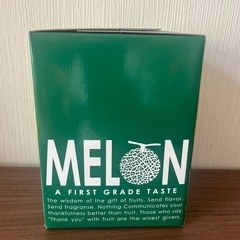 MELON
A FIRST GRADE TASTE
The wisdom of the gift of fruits. Send flavor.
Send fragranse. Nothing Communicates your
thankfulness better than fruit. Those who say
"Thank you" with fruit are the wisest givers.